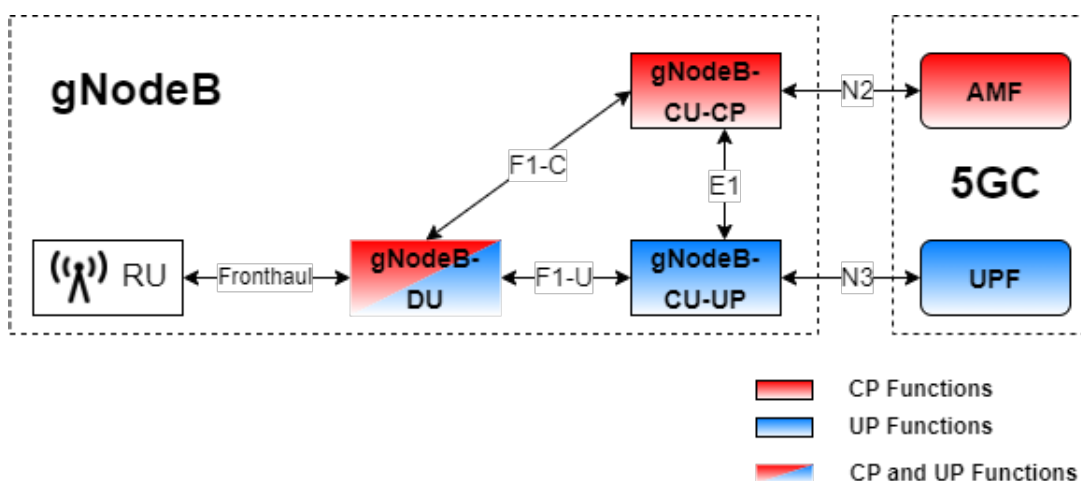 gNodeB
gNodeB-
CU-CP
N2
AMF
F1-C
E1
5GC
RU
Fronthaul
gNodeB-
DU
F1-U
gNodeB-
CU-UP
N3
UPF
CP Functions
UP Functions
CP and UP Functions